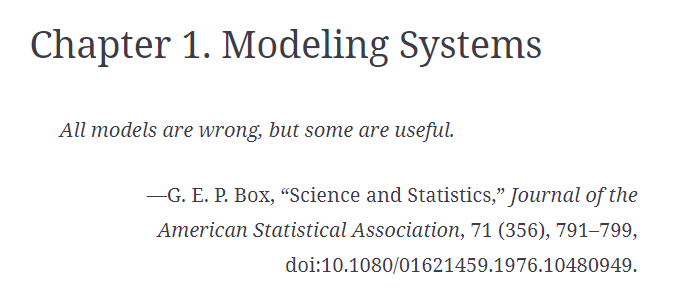 Chapter 1. Modeling Systems
All models are wrong, but some are useful.
—G. E. P. Box, “Science and Statistics,” Journal of the
American Statistical Association, 71 (356), 791–799,
doi:10.1080/01621459.1976.10480949.